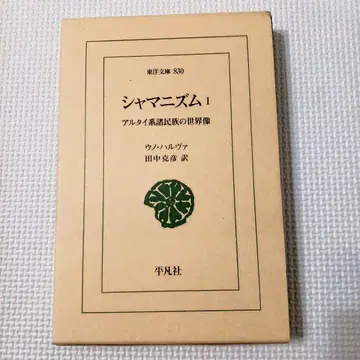 東洋文庫 830
シャマニズム 1
アルタイ系諸民族の世界像
ウノ・ハルヴァ
田中克彦 訳
平凡社